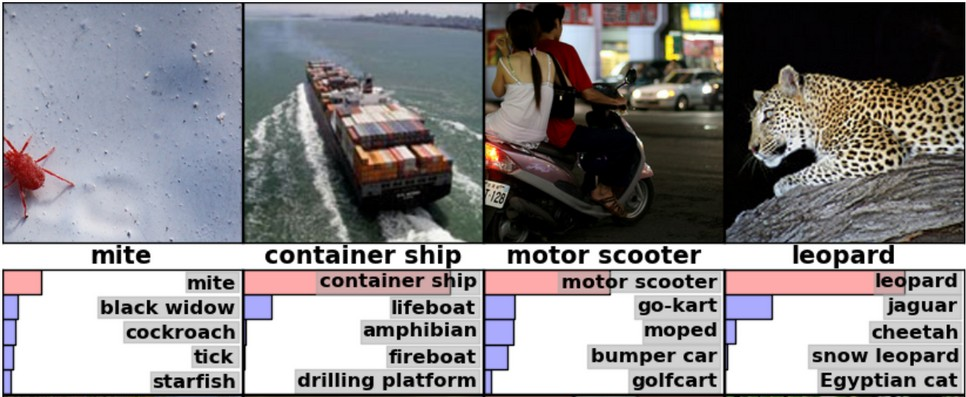 mite
container ship
motor scooter
leopard
mite
black widow
cockroach
tick
starfish
container ship
lifeboat
amphibian
fireboat
drilling platform
motor scooter
go-kart
moped
bumper car
golfcart
leopard
jaguar
cheetah
snow leopard
Egyptian cat